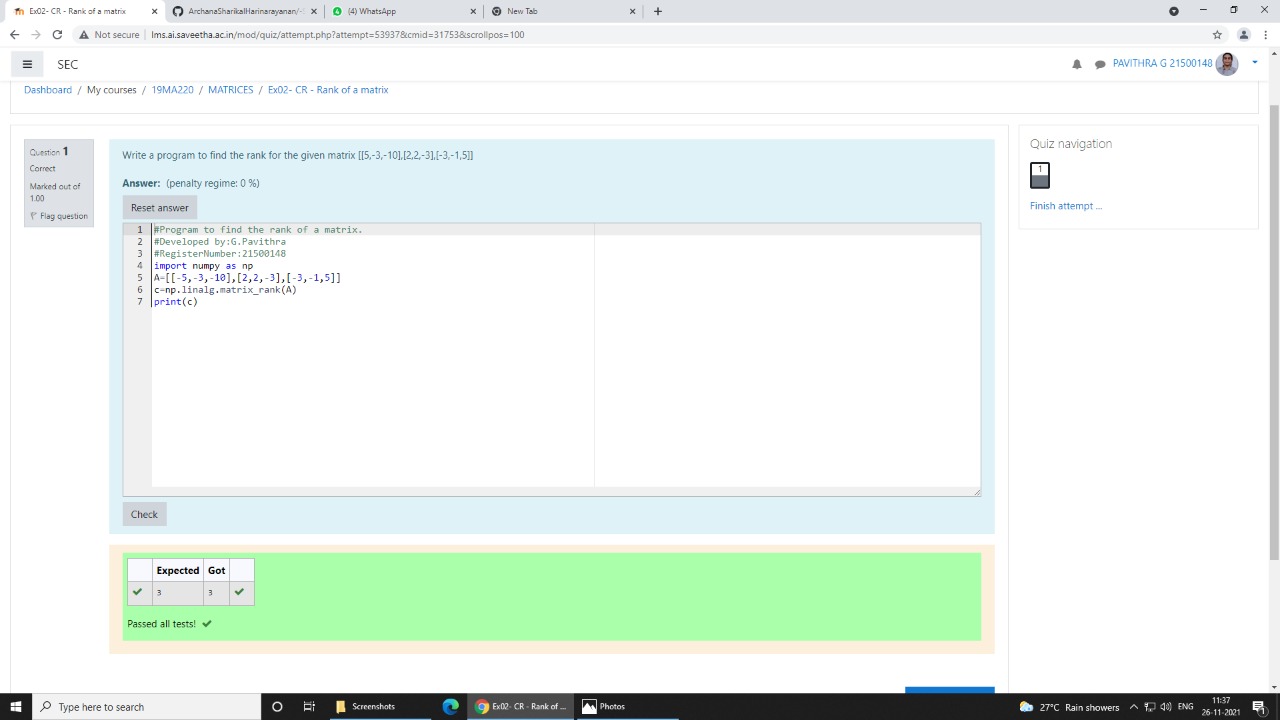 Ex02- CR - Rank of a matrix
ArchanaSharikalHarinarayanan/-
(4) WhatsApp
New Tab
Not secure
lms.ai.saveetha.ac.in/mod/quiz/attempt.php?attempt=53937&cmid=31753&scrollpos=100
SEC
PAVITHRA G 21500148
Dashboard / My courses / 19MA220 / MATRICES / Ex02- CR - Rank of a matrix
Question 1
Correct
Marked out of
1.00
Flag question
Write a program to find the rank for the given matrix [[5,-3,-10],[2,2,-3],[-3,-1,5]]
Answer: (penalty regime: 0 %)
Reset answer
1 #Program to find the rank of a matrix.
2 #Developed by:G.Pavithra
3 #RegisterNumber:21500148
4 import numpy as np
5 A=[[-5,-3,-10],[2,2,-3],[-3,-1,5]]
6 c=np.linalg.matrix_rank(A)
7 print(c)
Check
Expected Got
3 3
Passed all tests!
Quiz navigation
1
Finish attempt ...
Type here to search
Screenshots
Ex02- CR - Rank of ...
Photos
27°C Rain showers
ENG
11:37
26-11-2021
1